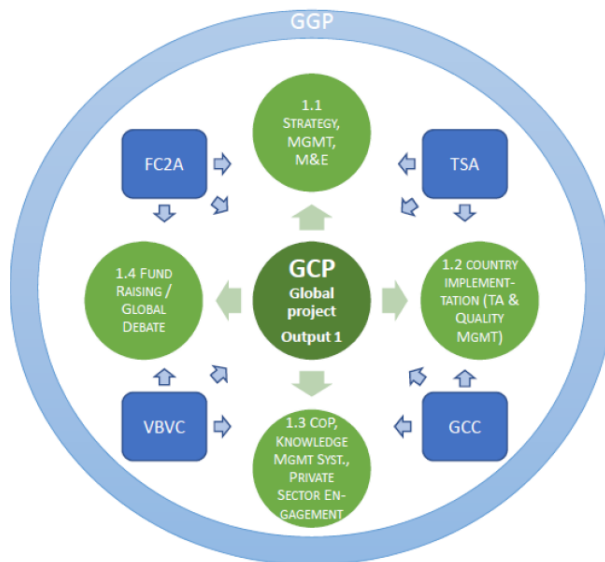 GGP
1.1
STRATEGY,
MGMT,
M&E
FC2A
TSA
1.4 FUND
RAISING /
GLOBAL
DEBATE
GCP
Global
project
Output 1
1.2 COUNTRY
IMPLEMEN-
TATION (TA &
QUALITY
MGMT)
VBVC
GCC
1.3 COP,
KNOWLEDGE
MGMT SYST.,
PRIVATE
SECTOR EN-
GAGEMENT